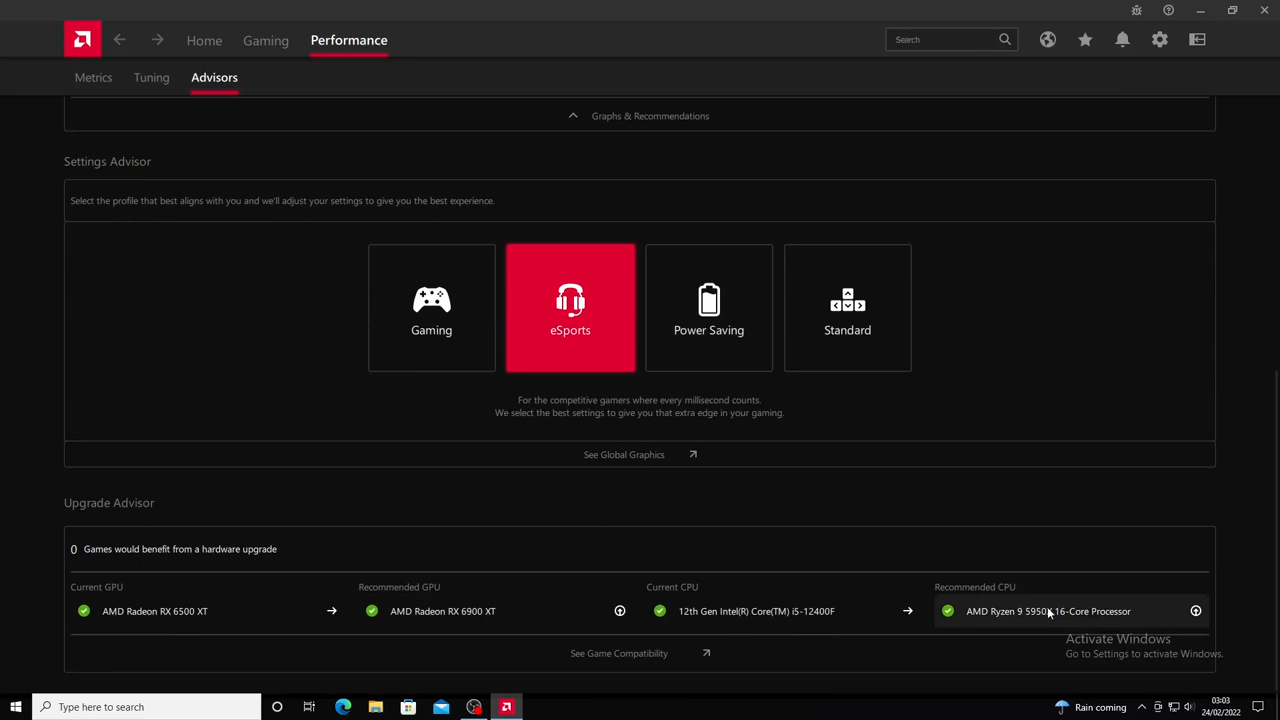 Home
Gaming
Performance
Search
Metrics
Tuning
Advisors
Graphs & Recommendations
Settings Advisor
Select the profile that best aligns with you and we'll adjust your settings to give you the best experience.
Gaming
eSports
Power Saving
Standard
For the competitive gamers where every millisecond counts.
We select the best settings to give you that extra edge in your gaming.
See Global Graphics
Upgrade Advisor
0 Games would benefit from a hardware upgrade
Current GPU
Recommended GPU
Current CPU
Recommended CPU
AMD Radeon RX 6500 XT
AMD Radeon RX 6900 XT
12th Gen Intel(R) Core(TM) i5-12400F
AMD Ryzen 9 5950X 16-Core Processor
Activate Windows
Go to Settings to activate Windows.
See Game Compatibility
Type here to search
Rain coming
03:03
24/02/2022